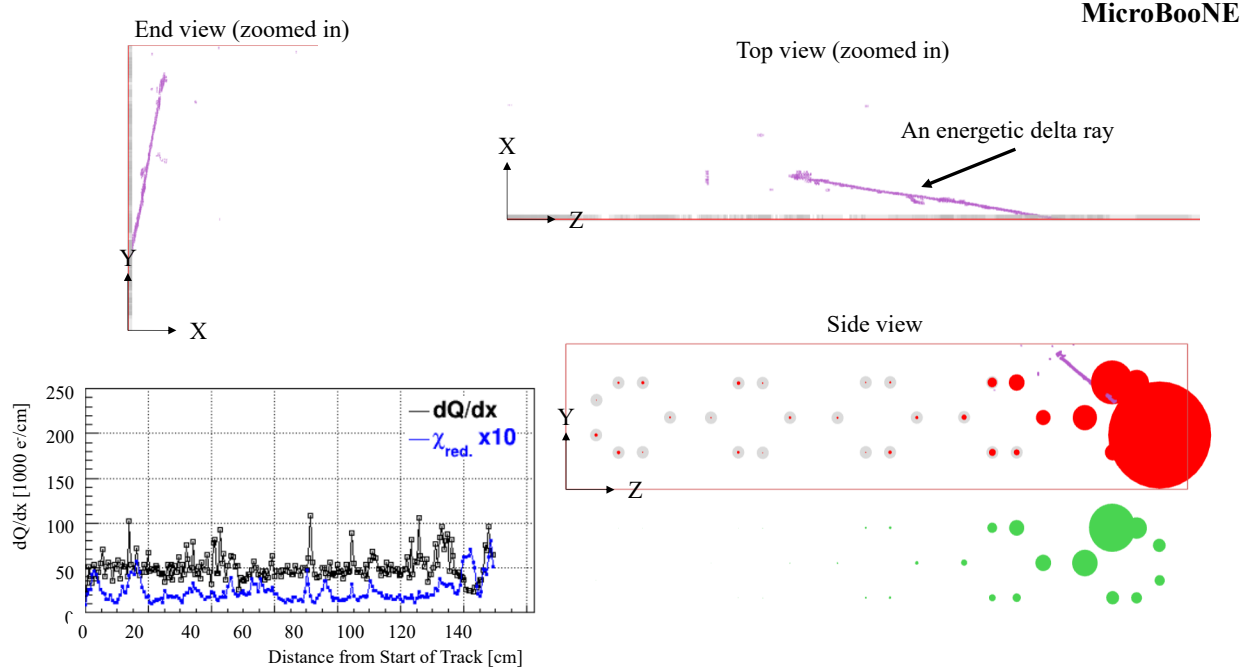 MicroBooNE
End view (zoomed in)
Top view (zoomed in)
An energetic delta ray
X
Z
Y
X
Side view
Y
Z
dQ/dx [1000 e⁻/cm]
250
200
150
100
50
dQ/dx
χred. x10
0 20 40 60 80 100 120 140
Distance from Start of Track [cm]